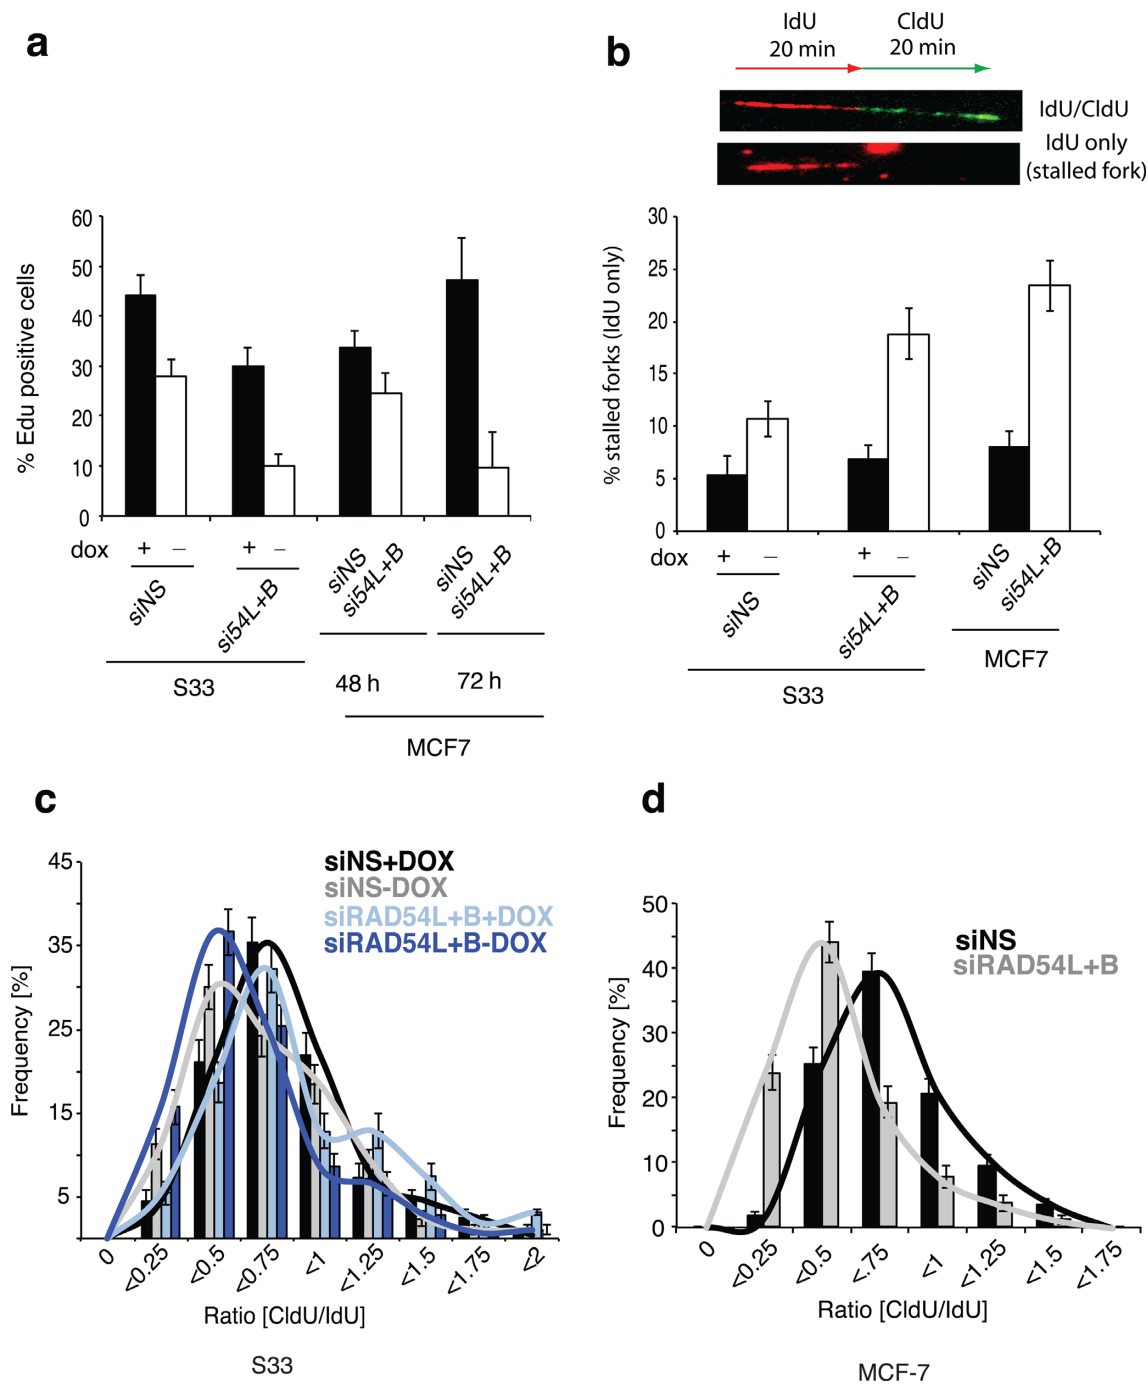 a
60
50
40
30
20
10
0
% Edu positive cells
dox
+
–
+
–
siNS
si54L+B
siNS
si54L+B
siNS
si54L+B
S33
48 h
72 h
MCF7
b
IdU
20 min
CldU
20 min
IdU/CldU
IdU only
(stalled fork)
30
25
20
15
10
5
0
% stalled forks (IdU only)
dox
+
–
+
–
siNS
si54L+B
siNS
si54L+B
S33
MCF7
c
siNS+DOX
siNS-DOX
siRAD54L+B+DOX
siRAD54L+B-DOX
45
35
25
15
5
Frequency [%]
0
<0.25
<0.5
<0.75
<1
<1.25
<1.5
<1.75
<2
Ratio [CldU/IdU]
S33
d
siNS
siRAD54L+B
50
40
30
20
10
0
Frequency [%]
0
<0.25
<0.5
<.75
<1
<1.25
<1.5
<1.75
Ratio [CldU/IdU]
MCF-7